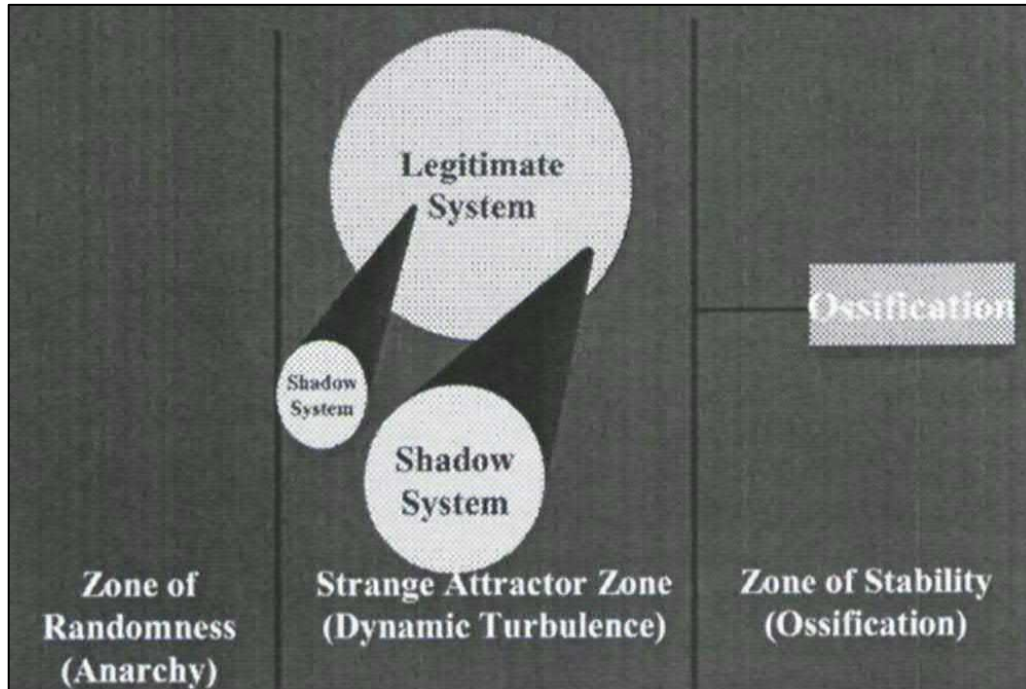 Legitimate
System
Shadow
System
Shadow
System
Ossification
Zone of
Randomness
(Anarchy)
Strange Attractor Zone
(Dynamic Turbulence)
Zone of Stability
(Ossification)